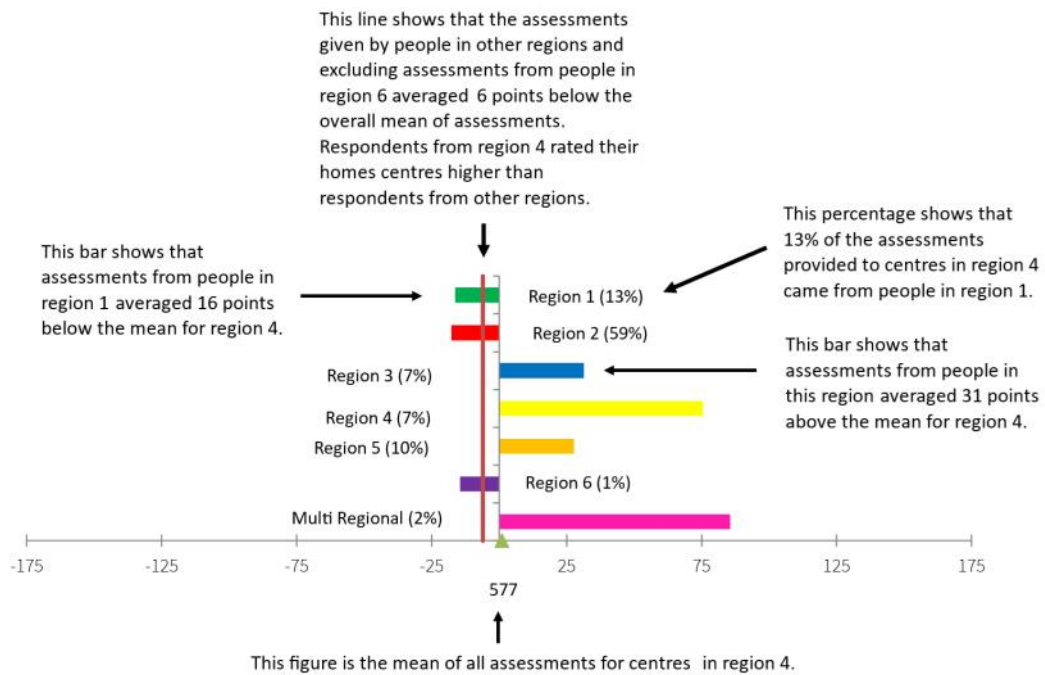 This line shows that the assessments
given by people in other regions and
excluding assessments from people in
region 6 averaged 6 points below the
overall mean of assessments.
Respondents from region 4 rated their
homes centres higher than
respondents from other regions.
This bar shows that
assessments from people in
region 1 averaged 16 points
below the mean for region 4.
This percentage shows that
13% of the assessments
provided to centres in region 4
came from people in region 1.
Region 1 (13%)
Region 2 (59%)
Region 3 (7%)
Region 4 (7%)
Region 5 (10%)
Region 6 (1%)
Multi Regional (2%)
This bar shows that
assessments from people in
this region averaged 31 points
above the mean for region 4.
-175 -125 -75 -25 25 75 125 175
577
This figure is the mean of all assessments for centres in region 4.